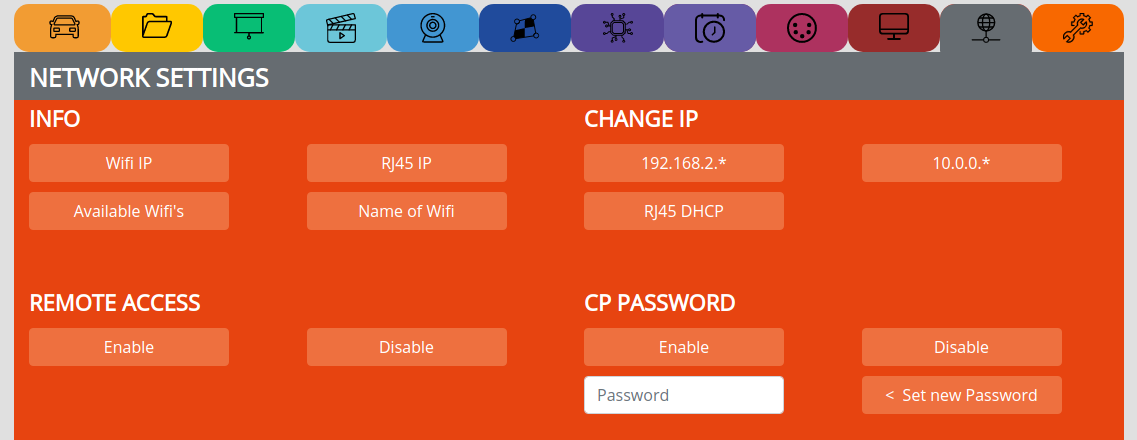 NETWORK SETTINGS
INFO
Wifi IP
RJ45 IP
Available Wifi's
Name of Wifi
CHANGE IP
192.168.2.*
10.0.0.*
RJ45 DHCP
REMOTE ACCESS
Enable
Disable
CP PASSWORD
Enable
Disable
Password
< Set new Password